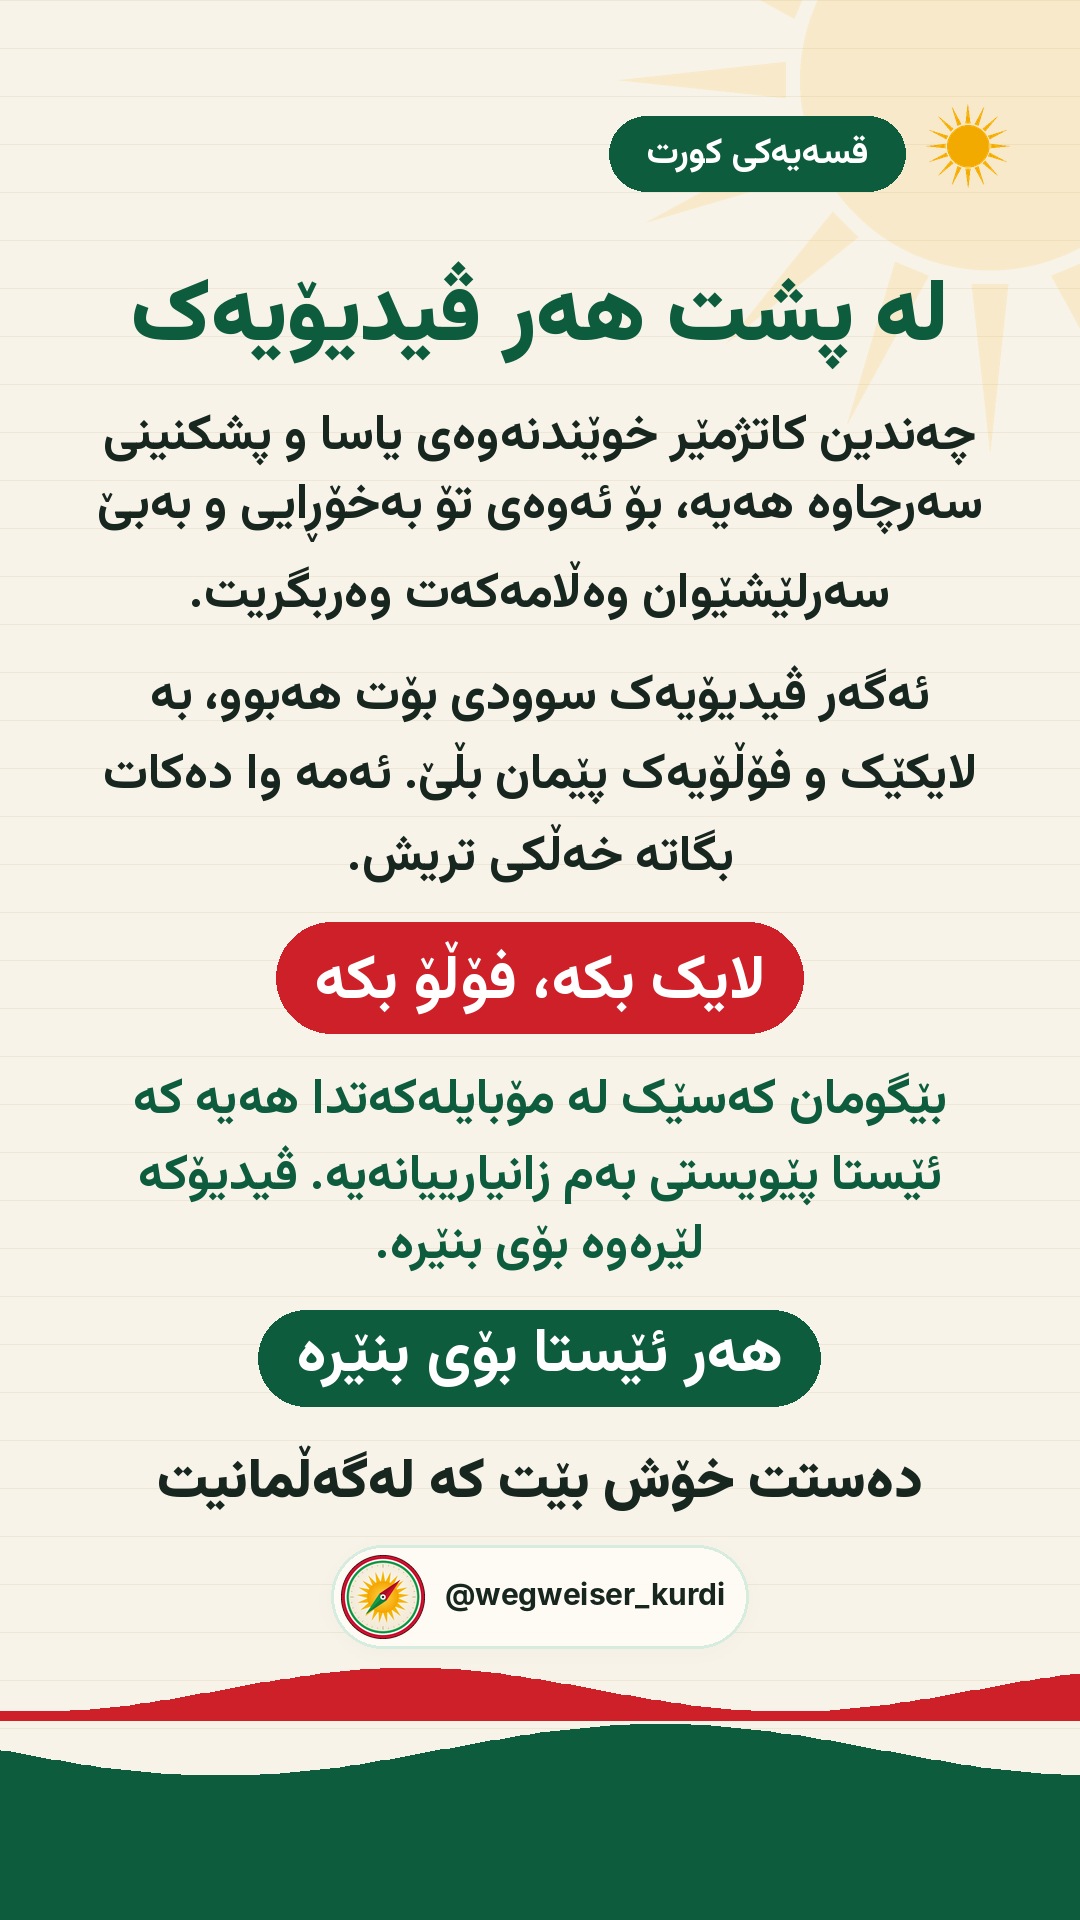 قسەیەکی کورت
لە پشت هەر ڤیدیۆیەک
چەندین کاتژمێر خوێندنەوەی یاسا و پشکنینی
سەرچاوە هەیە، بۆ ئەوەی تۆ بەخۆڕایی و بەبێ
سەرلێشێوان وەڵامەکەت وەربگریت.
ئەگەر ڤیدیۆیەک سوودی بۆت هەبوو، بە
لایکێک و فۆڵۆیەک پێمان بڵێ. ئەمە وا دەکات
بگاتە خەڵکی تریش.
لایک بکە، فۆڵۆ بکە
بێگومان کەسێک لە مۆبایلەکەتدا هەیە کە
ئێستا پێویستی بەم زانیارییانەیە. ڤیدیۆکە
لێرەوە بۆی بنێرە.
هەر ئێستا بۆی بنێرە
دەستت خۆش بێت کە لەگەڵمانیت
@wegweiser_kurdi